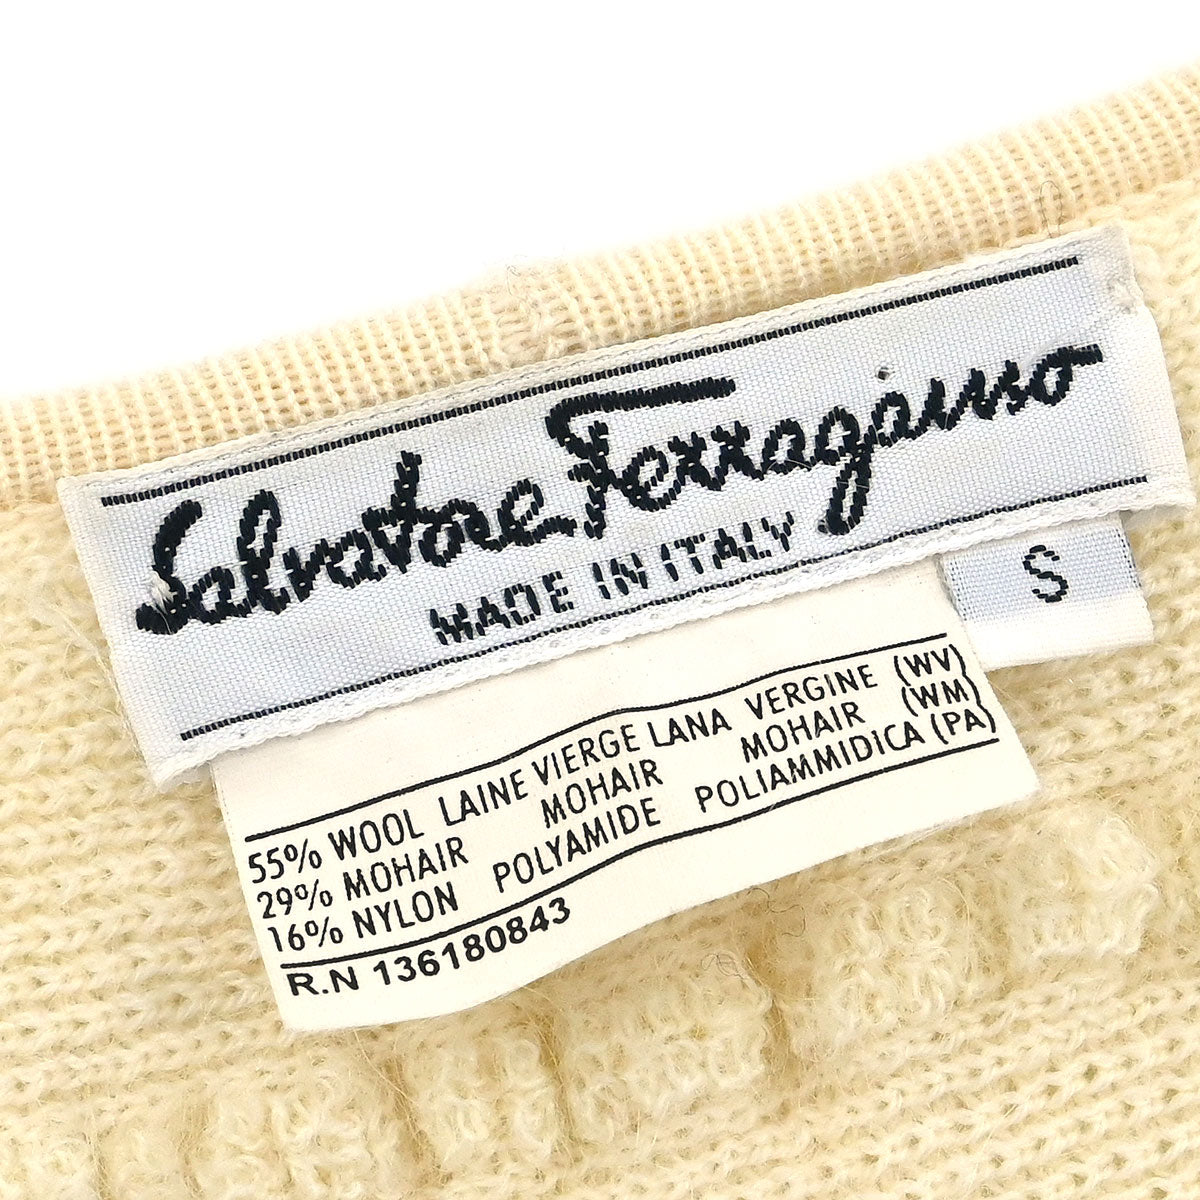 Salvatore Ferragamo
MADE IN ITALY
S
55% WOOL LAINE VIERGE LANA VERGINE (WV)
29% MOHAIR MOHAIR MOHAIR (WM)
16% NYLON POLYAMIDE POLIAMMIDICA (PA)
R.N 136180843